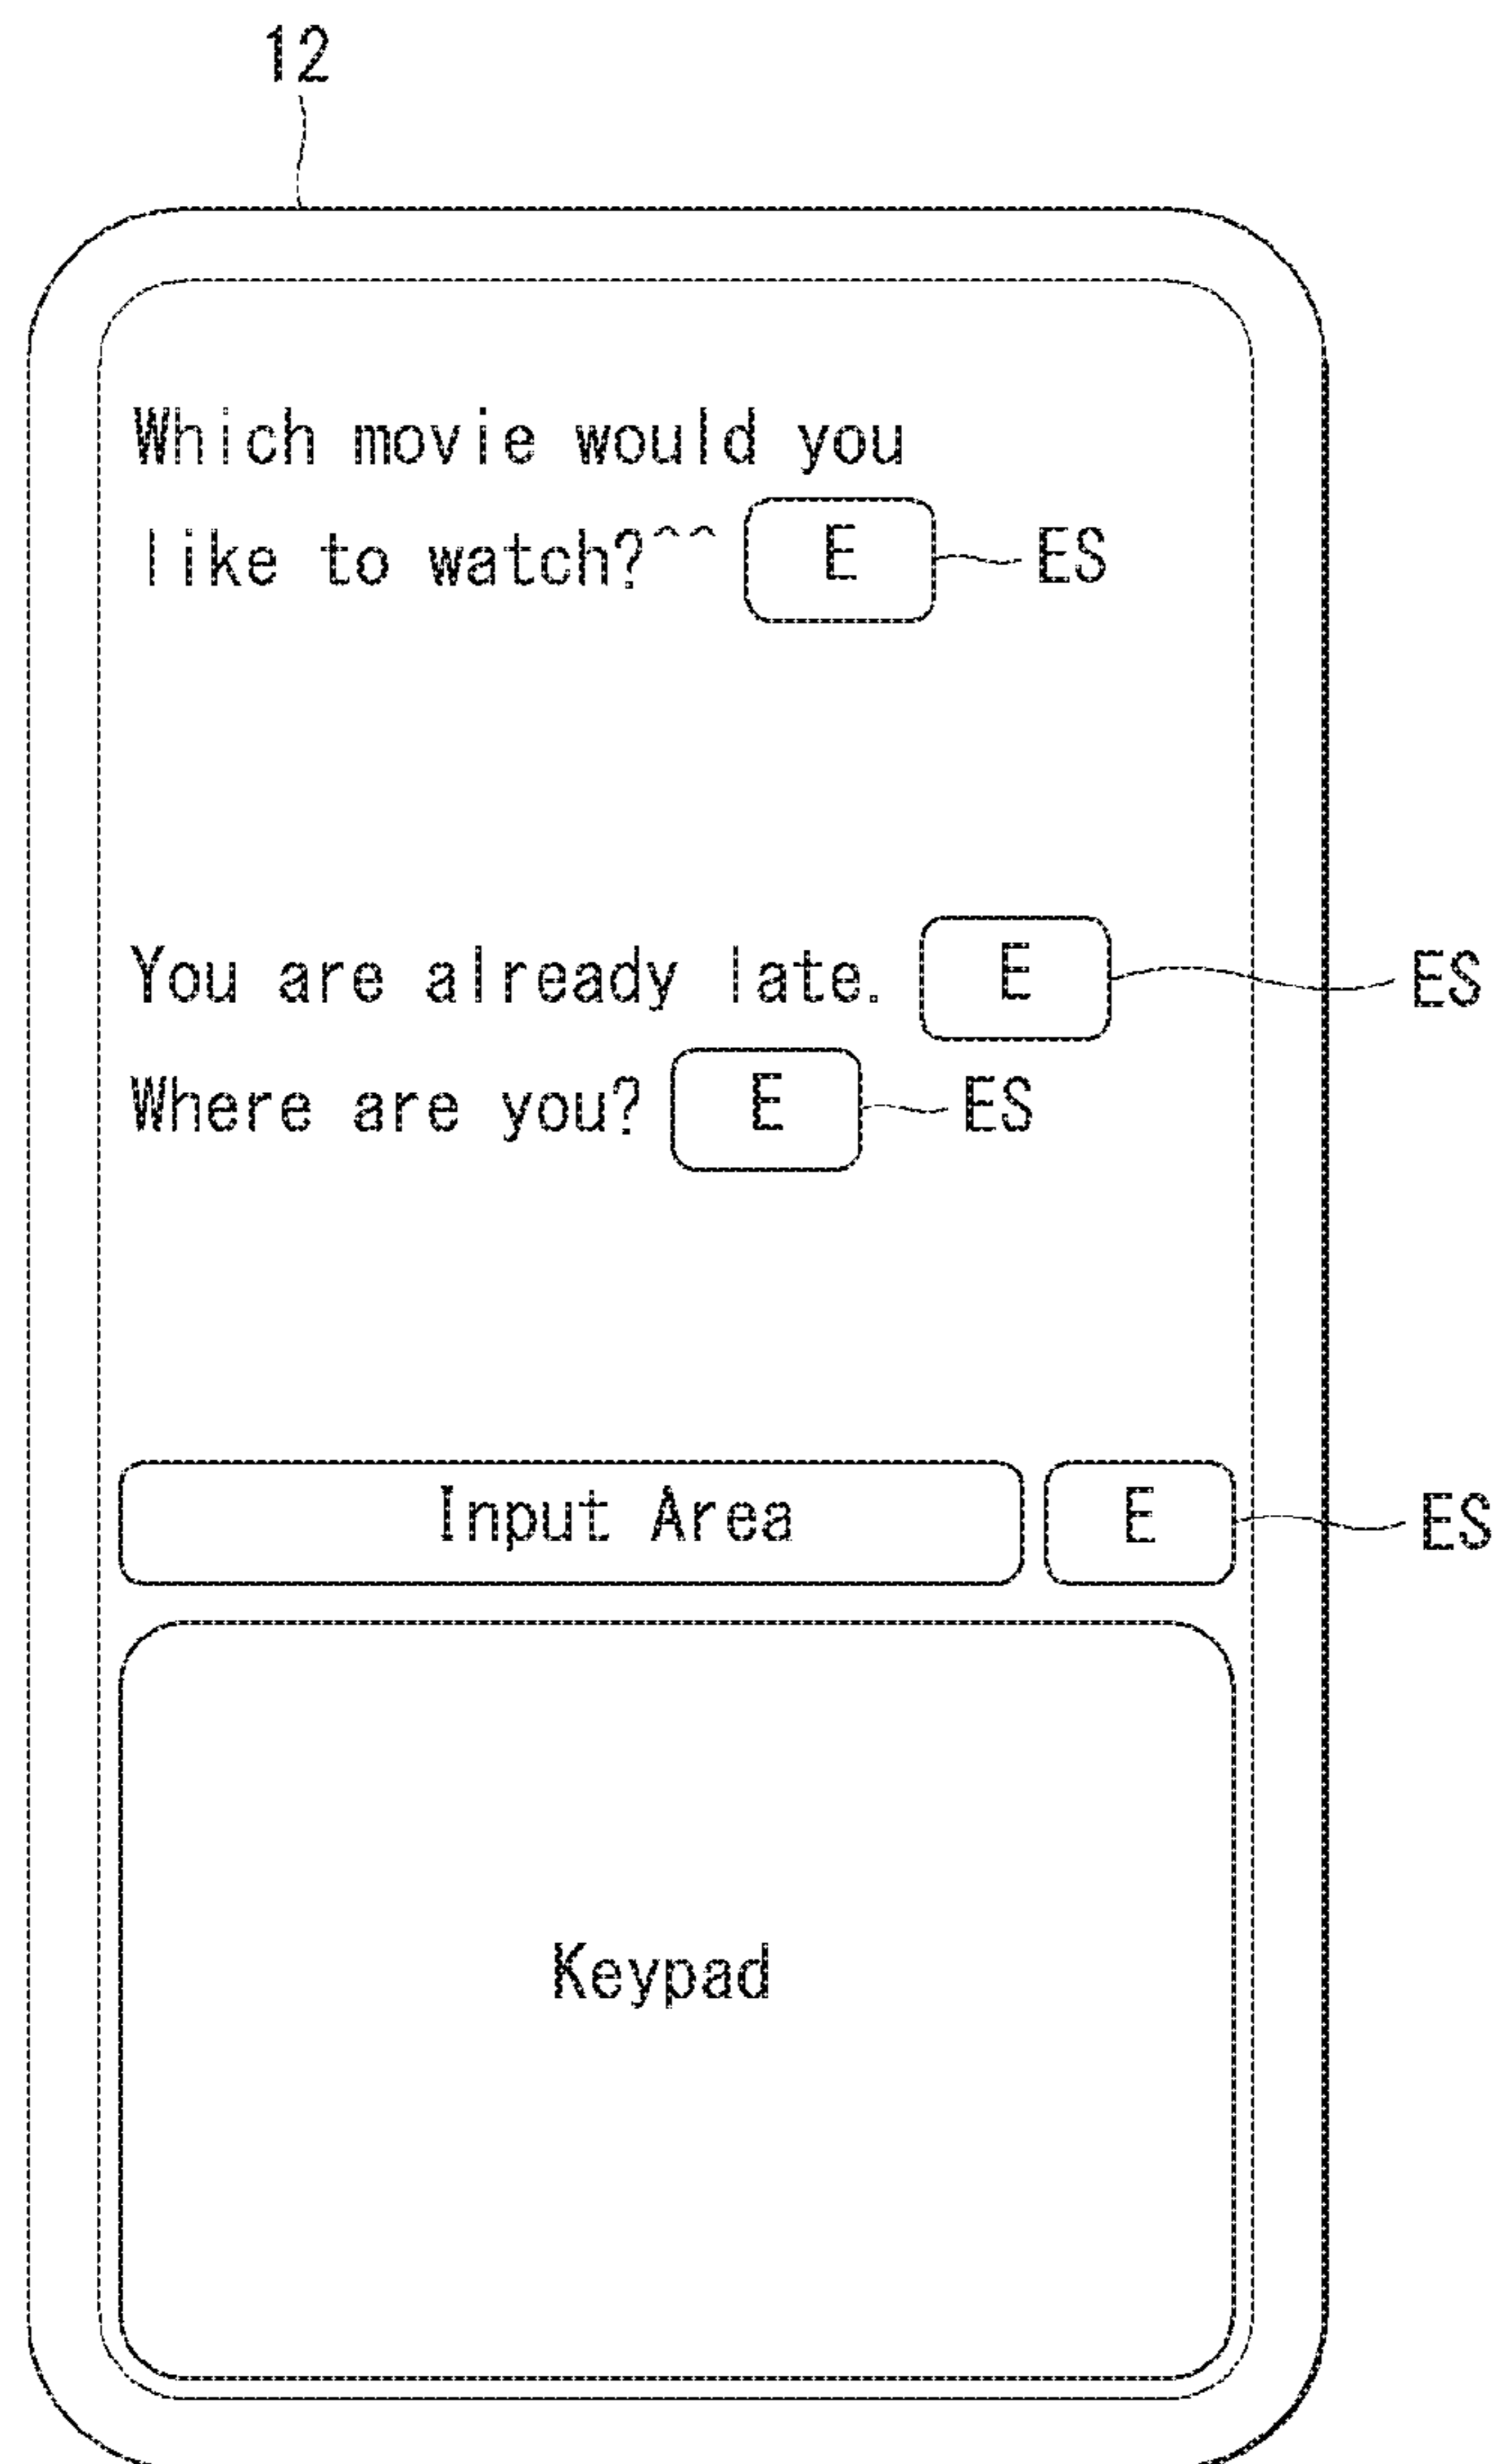 12
Which movie would you
like to watch?^^ E ES
You are already late. E ES
Where are you? E ES
Input Area E ES
Keypad